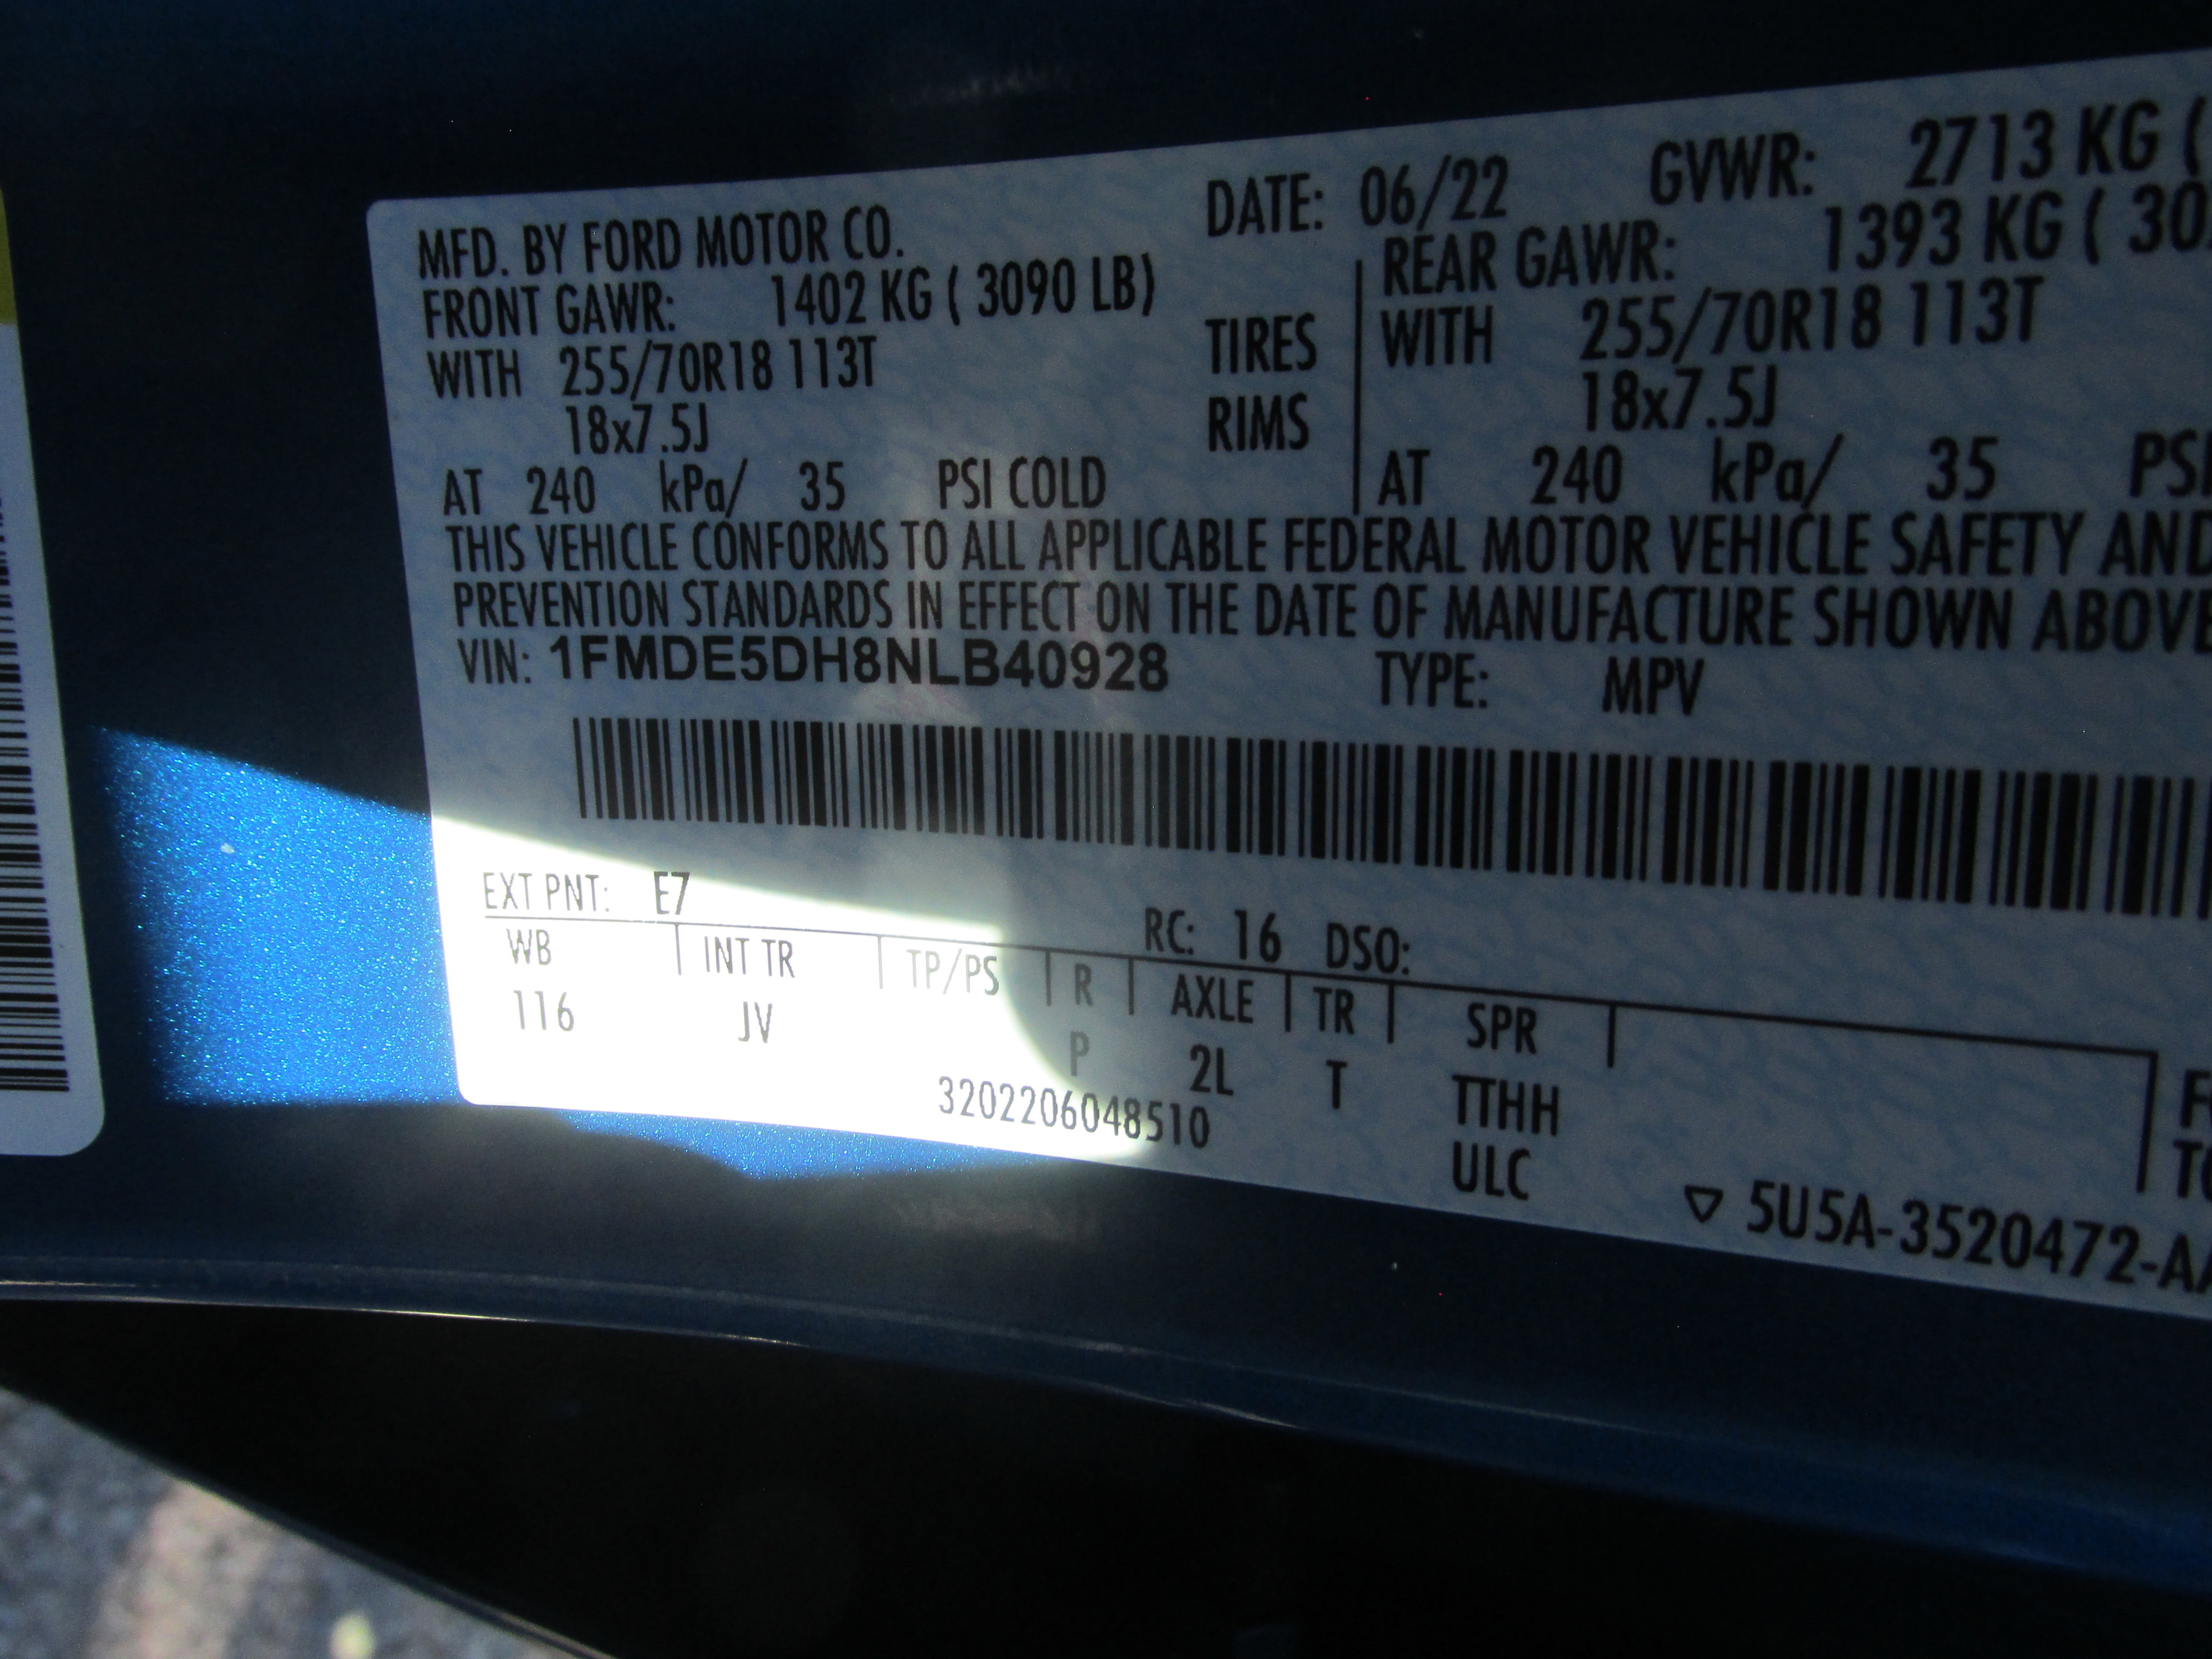 MFD. BY FORD MOTOR CO. DATE: 06/22 GVWR: 2713 KG (
FRONT GAWR: 1402 KG ( 3090 LB) REAR GAWR: 1393 KG ( 30
WITH 255/70R18 113T TIRES WITH 255/70R18 113T
18x7.5J RIMS 18x7.5J
AT 240 kPa/ 35 PSI COLD AT 240 kPa/ 35 PSI
THIS VEHICLE CONFORMS TO ALL APPLICABLE FEDERAL MOTOR VEHICLE SAFETY AND
PREVENTION STANDARDS IN EFFECT ON THE DATE OF MANUFACTURE SHOWN ABOVE
VIN: 1FMDE5DH8NLB40928 TYPE: MPV
EXT PNT: E7 RC: 16 DSO:
WB INT TR TP/PS R AXLE TR SPR
116 JV P 2L T TTHH
3202206048510 ULC
▽ 5U5A-3520472-A